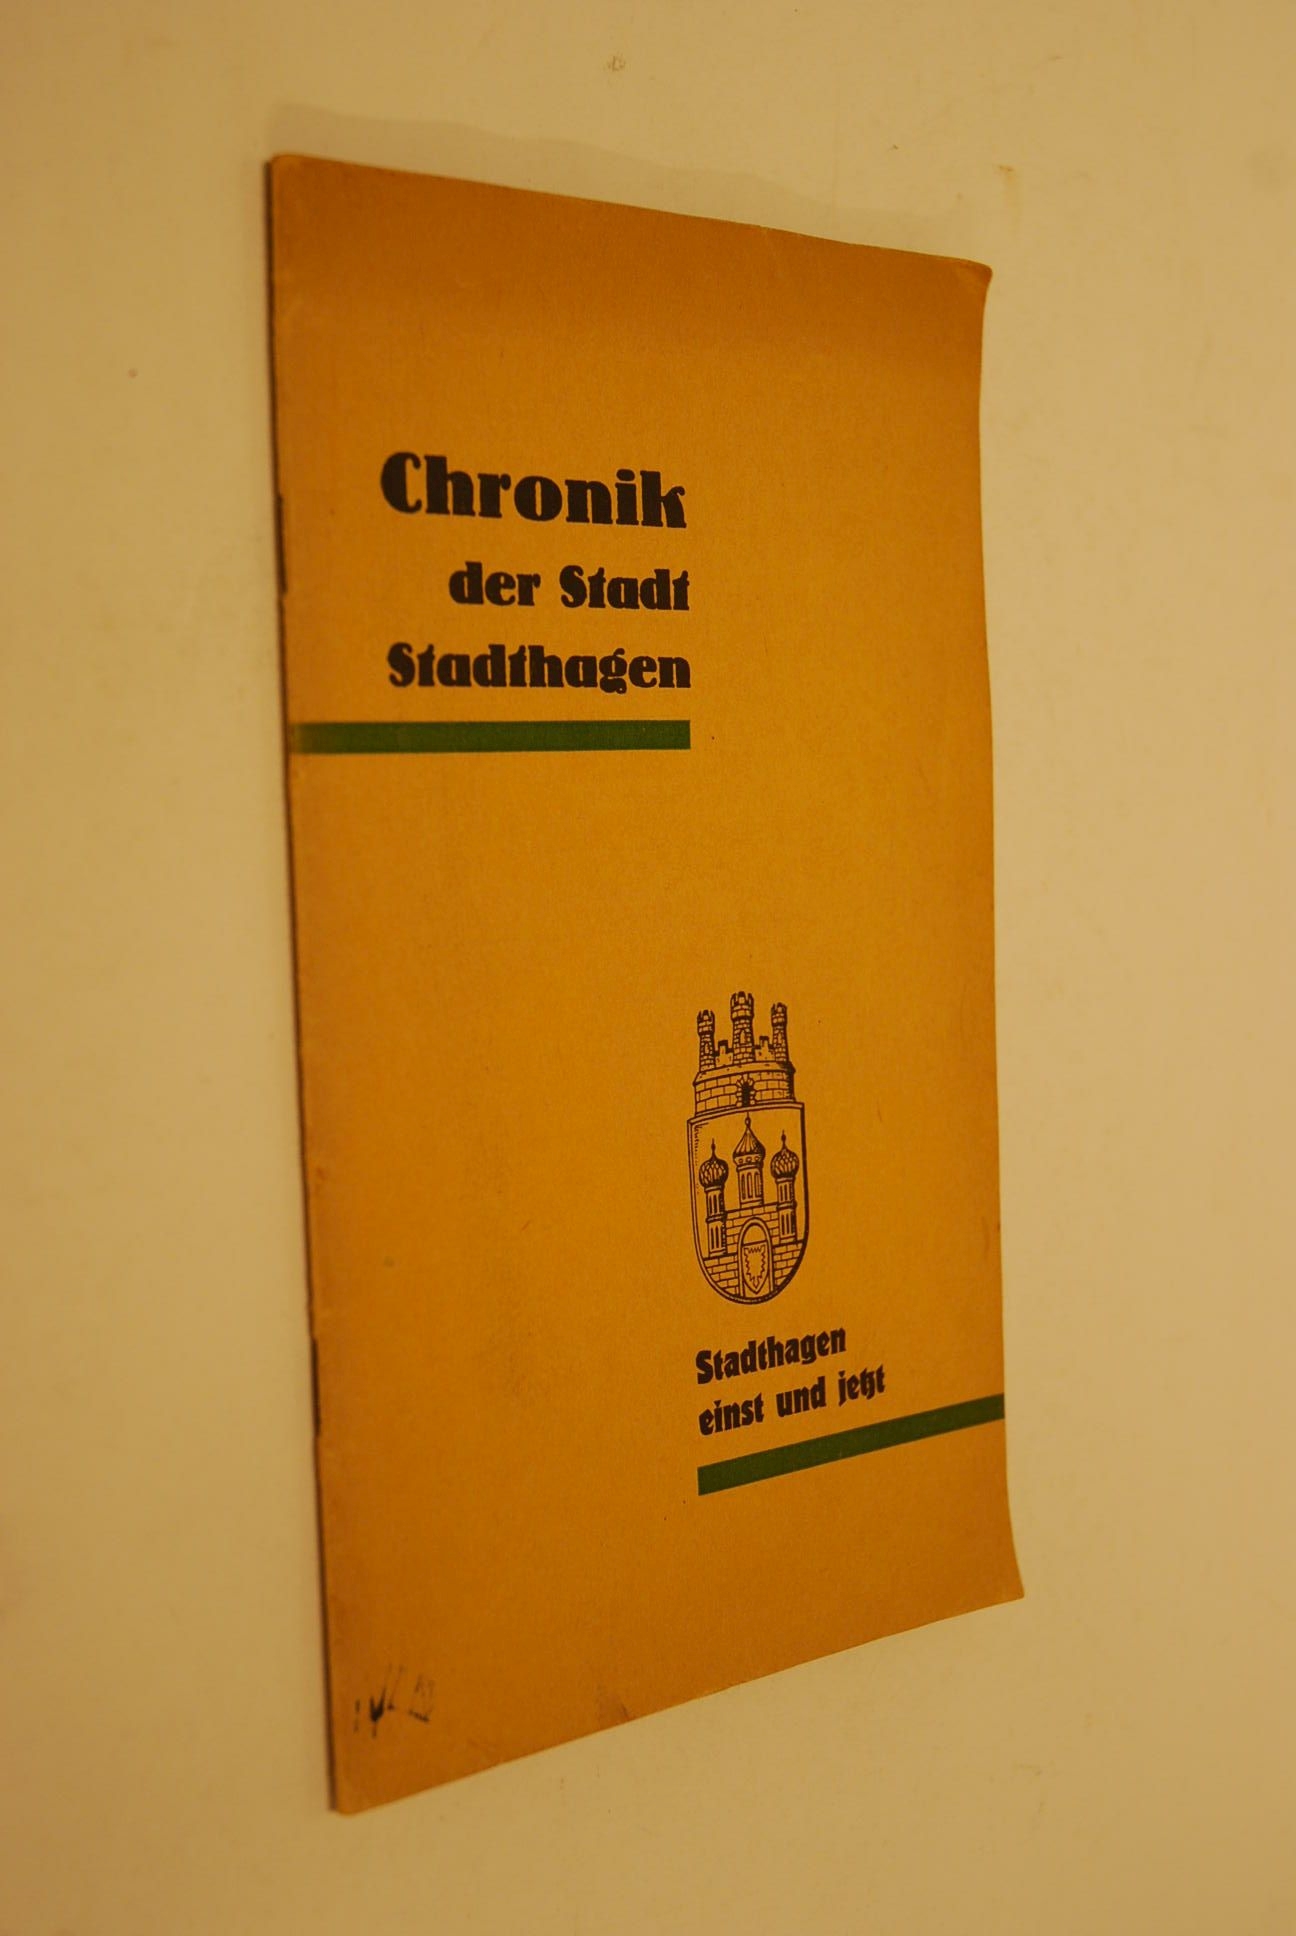 Chronik
der Stadt
Stadthagen
Stadthagen
einst und jetzt